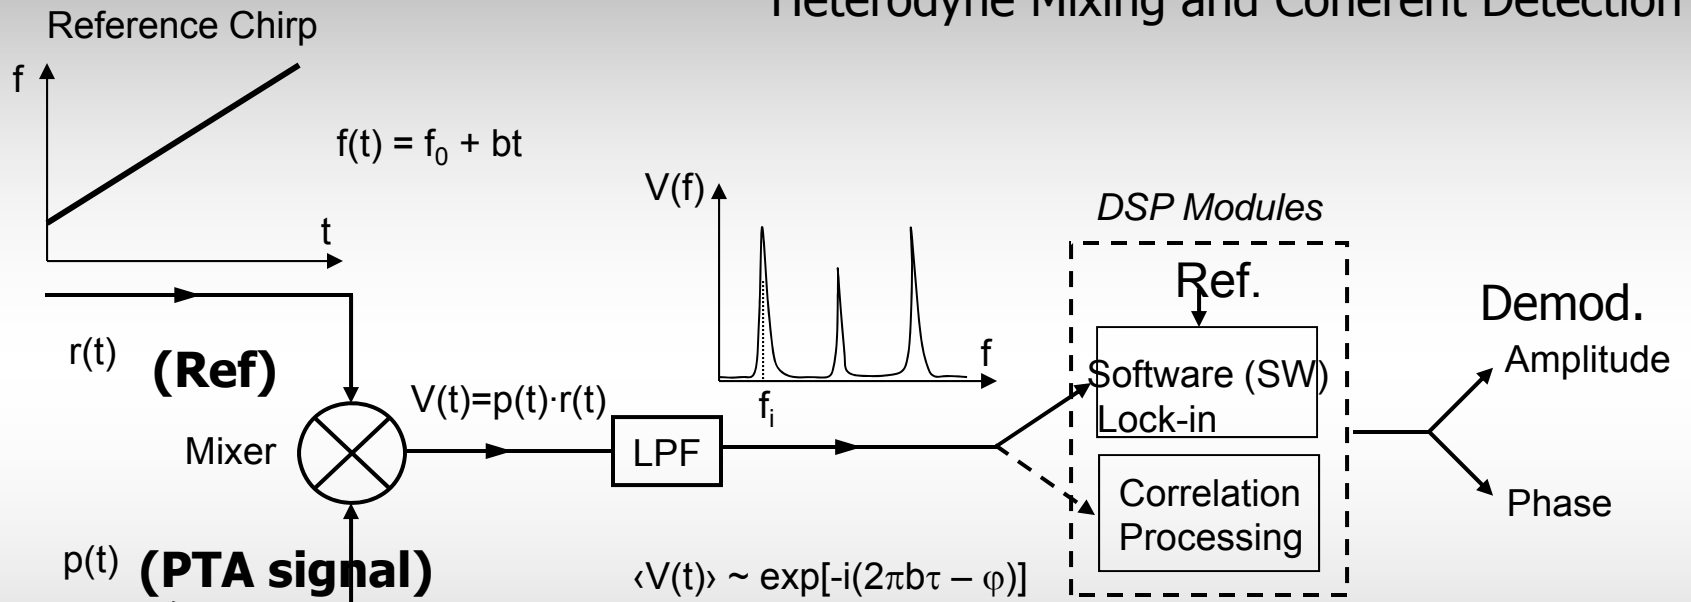 Heterodyne Mixing and Coherent Detection
Reference Chirp
f
f(t) = f₀ + bt
t
V(f)
f
fᵢ
DSP Modules
Ref.
Software (SW)
Lock-in
Correlation
Processing
Demod.
Amplitude
Phase
r(t) (Ref)
Mixer
V(t)=p(t)·r(t)
LPF
p(t) (PTA signal)
‹V(t)› ~ exp[-i(2πbτ – φ)]